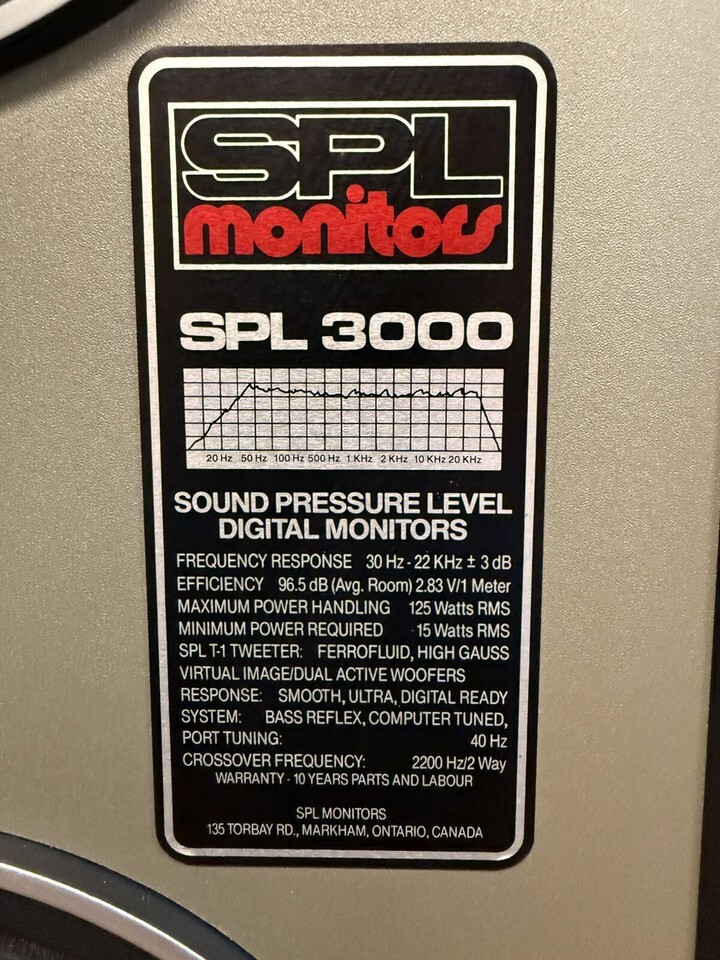 SPL
monitors
SPL 3000
20 Hz 50 Hz 100 Hz 500 Hz 1 KHz 2 KHz 10 KHz 20 KHz
SOUND PRESSURE LEVEL
DIGITAL MONITORS
FREQUENCY RESPONSE 30 Hz - 22 KHz ± 3 dB
EFFICIENCY 96.5 dB (Avg. Room) 2.83 V/1 Meter
MAXIMUM POWER HANDLING 125 Watts RMS
MINIMUM POWER REQUIRED 15 Watts RMS
SPL T-1 TWEETER: FERROFLUID, HIGH GAUSS
VIRTUAL IMAGE/DUAL ACTIVE WOOFERS
RESPONSE: SMOOTH, ULTRA, DIGITAL READY
SYSTEM: BASS REFLEX, COMPUTER TUNED,
PORT TUNING: 40 Hz
CROSSOVER FREQUENCY: 2200 Hz/2 Way
WARRANTY - 10 YEARS PARTS AND LABOUR
SPL MONITORS
135 TORBAY RD., MARKHAM, ONTARIO, CANADA